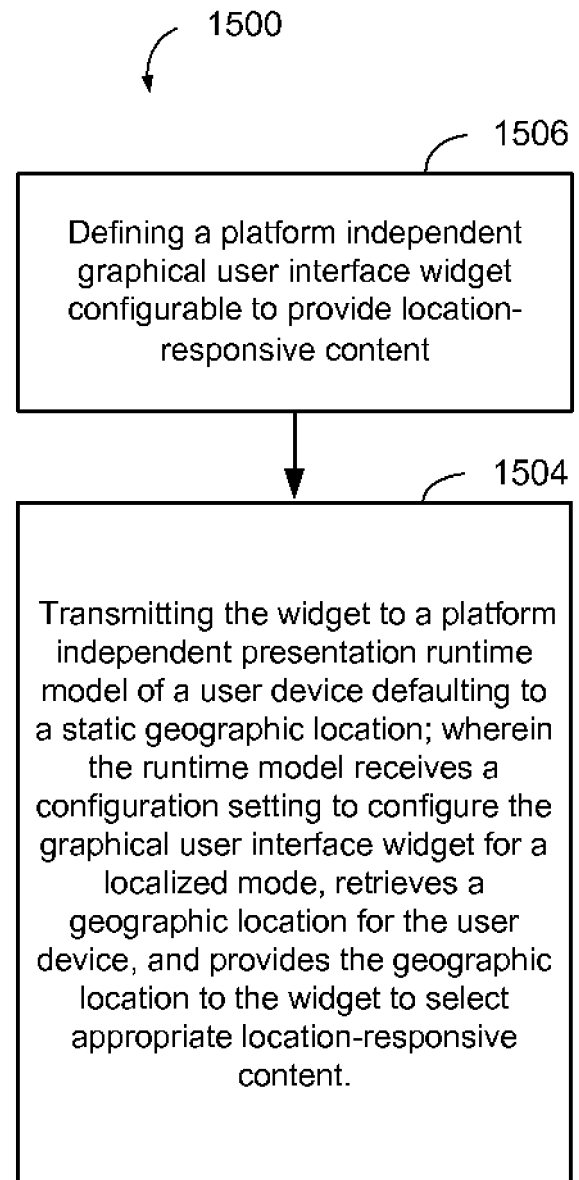 1500
1506
Defining a platform independent
graphical user interface widget
configurable to provide location-
responsive content
1504
Transmitting the widget to a platform
independent presentation runtime
model of a user device defaulting to
a static geographic location; wherein
the runtime model receives a
configuration setting to configure the
graphical user interface widget for a
localized mode, retrieves a
geographic location for the user
device, and provides the geographic
location to the widget to select
appropriate location-responsive
content.